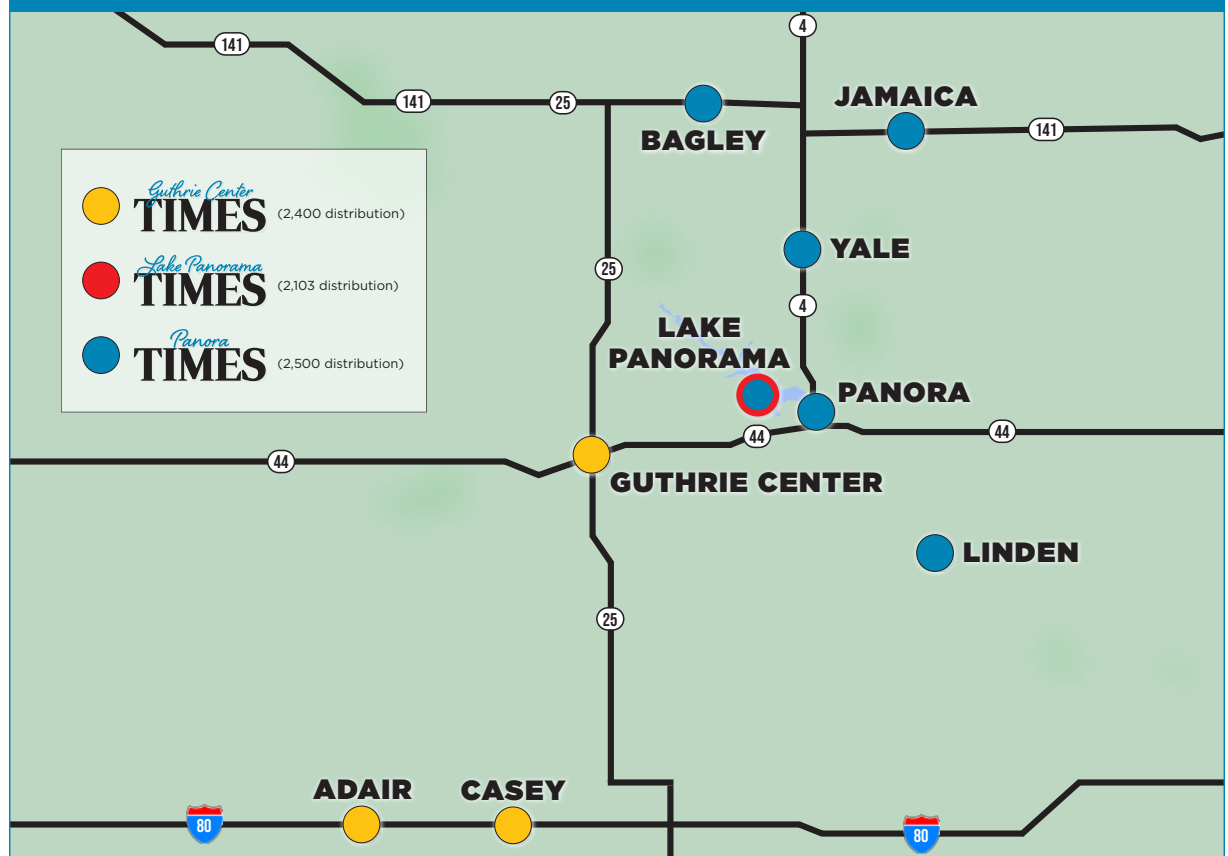 4
141
141
25
JAMAICA
BAGLEY
141
Guthrie Center
TIMES (2,400 distribution)
Lake Panorama
TIMES (2,103 distribution)
Panora
TIMES (2,500 distribution)
YALE
25
4
LAKE
PANORAMA
PANORA
44
44
44
GUTHRIE CENTER
LINDEN
25
ADAIR
CASEY
80
80